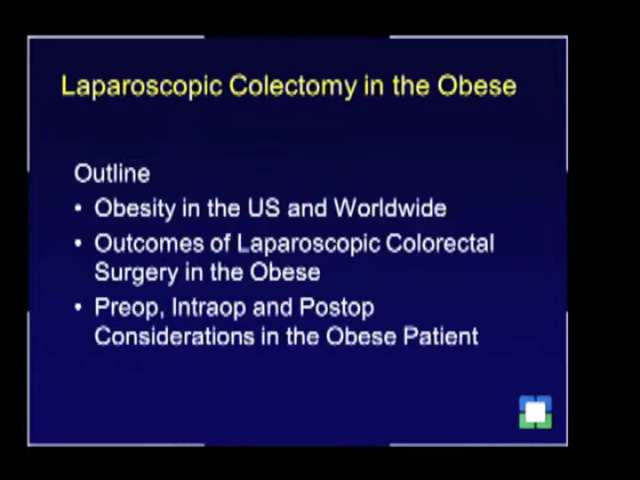 Laparoscopic Colectomy in the Obese
Outline
• Obesity in the US and Worldwide
• Outcomes of Laparoscopic Colorectal
Surgery in the Obese
• Preop, Intraop and Postop
Considerations in the Obese Patient